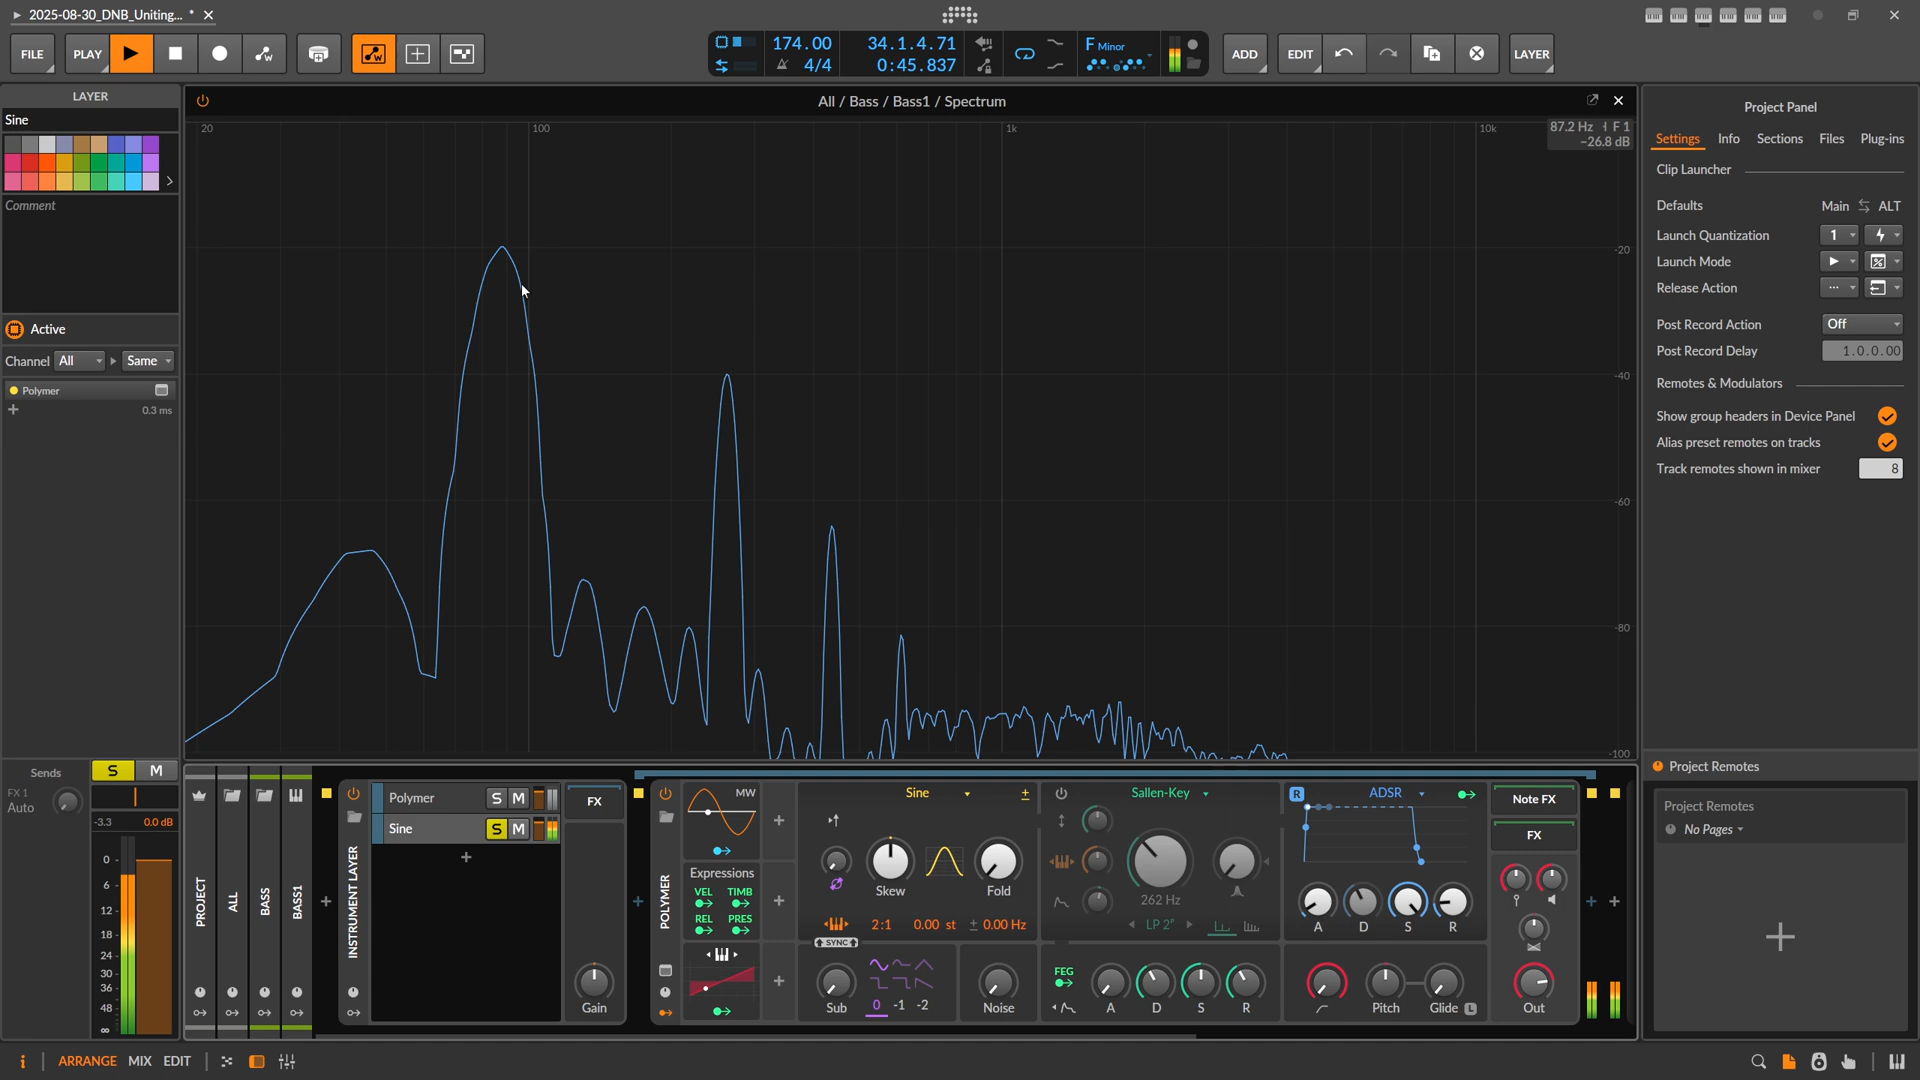 2025-08-30_DNB_Uniting... *
FILE PLAY
174.00 34.1.4.71 F Minor
4/4 0:45.837
ADD EDIT LAYER
LAYER
Sine
Comment
Active
Channel All Same
Polymer
0.3 ms
All / Bass / Bass1 / Spectrum
20 100 1k 10k
87.2 Hz F 1
-26.8 dB
-20
-40
-60
-80
-100
Project Panel
Settings Info Sections Files Plug-ins
Clip Launcher
Defaults Main ALT
Launch Quantization 1
Launch Mode
Release Action ...
Post Record Action Off
Post Record Delay 1.0.0.00
Remotes & Modulators
Show group headers in Device Panel
Alias preset remotes on tracks
Track remotes shown in mixer 8
Sends S M
FX 1
Auto
-3.3 0.0 dB
0
6
12
18
24
30
36
48
∞
PROJECT
ALL
BASS
BASS1
INSTRUMENT LAYER
Polymer S M
Sine S M
FX
Gain
POLYMER
MW
Expressions
VEL TIMB
REL PRES
Sine
Skew Fold
2:1 0.00 st ± 0.00 Hz
SYNC
Sub 0 -1 -2
Noise
Sallen-Key
262 Hz
LP 2"
FEG
A D S R
R ADSR
A D S R
Pitch Glide L
Note FX
FX
Out
Project Remotes
Project Remotes
No Pages
i ARRANGE MIX EDIT